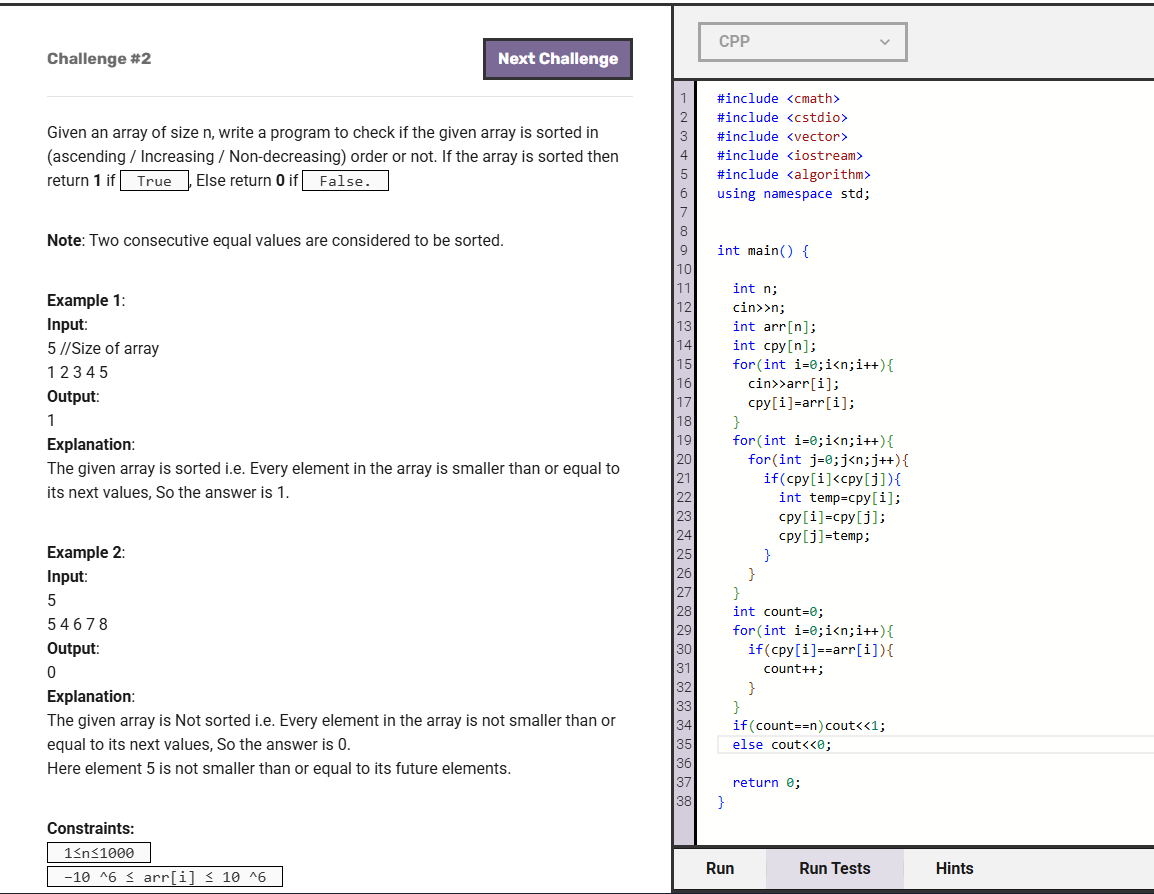 Challenge #2
Next Challenge
Given an array of size n, write a program to check if the given array is sorted in
(ascending / Increasing / Non-decreasing) order or not. If the array is sorted then
return 1 if True, Else return 0 if False.
Note: Two consecutive equal values are considered to be sorted.
Example 1:
Input:
5 //Size of array
1 2 3 4 5
Output:
1
Explanation:
The given array is sorted i.e. Every element in the array is smaller than or equal to
its next values, So the answer is 1.
Example 2:
Input:
5
5 4 6 7 8
Output:
0
Explanation:
The given array is Not sorted i.e. Every element in the array is not smaller than or
equal to its next values, So the answer is 0.
Here element 5 is not smaller than or equal to its future elements.
Constraints:
1≤n≤1000
-10 ^6 ≤ arr[i] ≤ 10 ^6
CPP
1 #include <cmath>
2 #include <cstdio>
3 #include <vector>
4 #include <iostream>
5 #include <algorithm>
6 using namespace std;
7
8
9 int main() {
10
11 int n;
12 cin>>n;
13 int arr[n];
14 int cpy[n];
15 for(int i=0;i<n;i++){
16 cin>>arr[i];
17 cpy[i]=arr[i];
18 }
19 for(int i=0;i<n;i++){
20 for(int j=0;j<n;j++){
21 if(cpy[i]<cpy[j]){
22 int temp=cpy[i];
23 cpy[i]=cpy[j];
24 cpy[j]=temp;
25 }
26 }
27 }
28 int count=0;
29 for(int i=0;i<n;i++){
30 if(cpy[i]==arr[i]){
31 count++;
32 }
33 }
34 if(count==n)cout<<1;
35 else cout<<0;
36
37 return 0;
38 }
Run
Run Tests
Hints